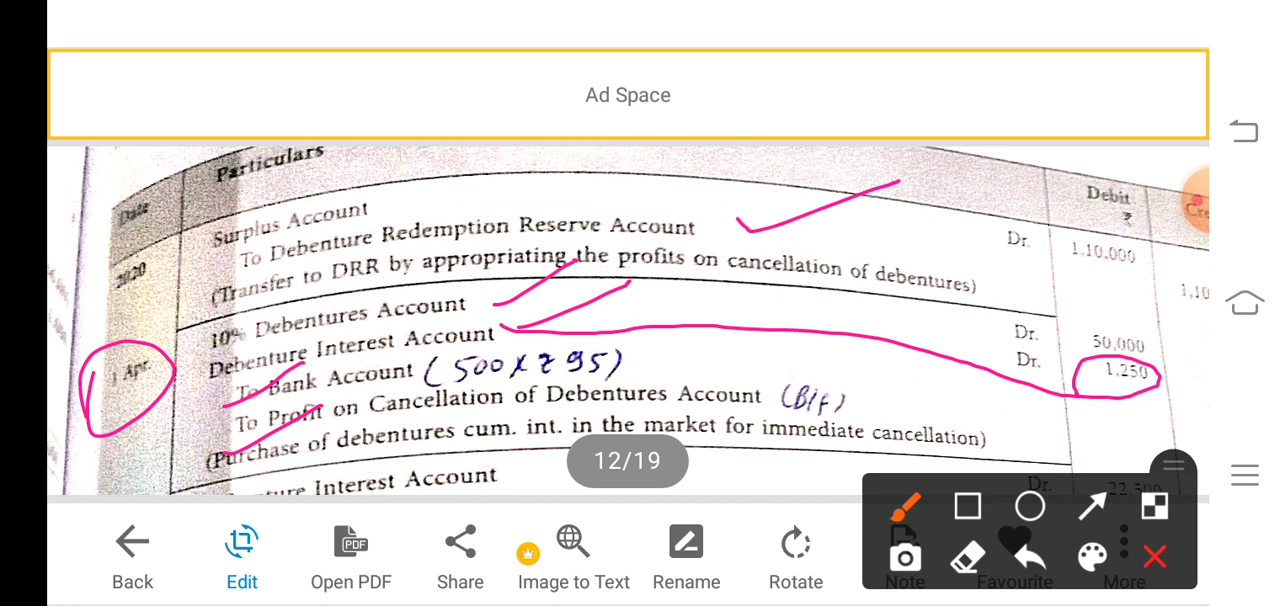 Ad Space
Date Particulars Debit
₹
2020 Surplus Account Dr. 1,10,000
To Debenture Redemption Reserve Account 1,10
(Transfer to DRR by appropriating the profits on cancellation of debentures)
1 Apr. 10% Debentures Account Dr. 50,000
Debenture Interest Account Dr. 1,250
To Bank Account (500 x ₹ 95)
To Profit on Cancellation of Debentures Account (B/f)
(Purchase of debentures cum. int. in the market for immediate cancellation)
Interest Account Dr. 22,500
12/19
Back Edit Open PDF Share Image to Text Rename Rotate Note Favourite More
PDF